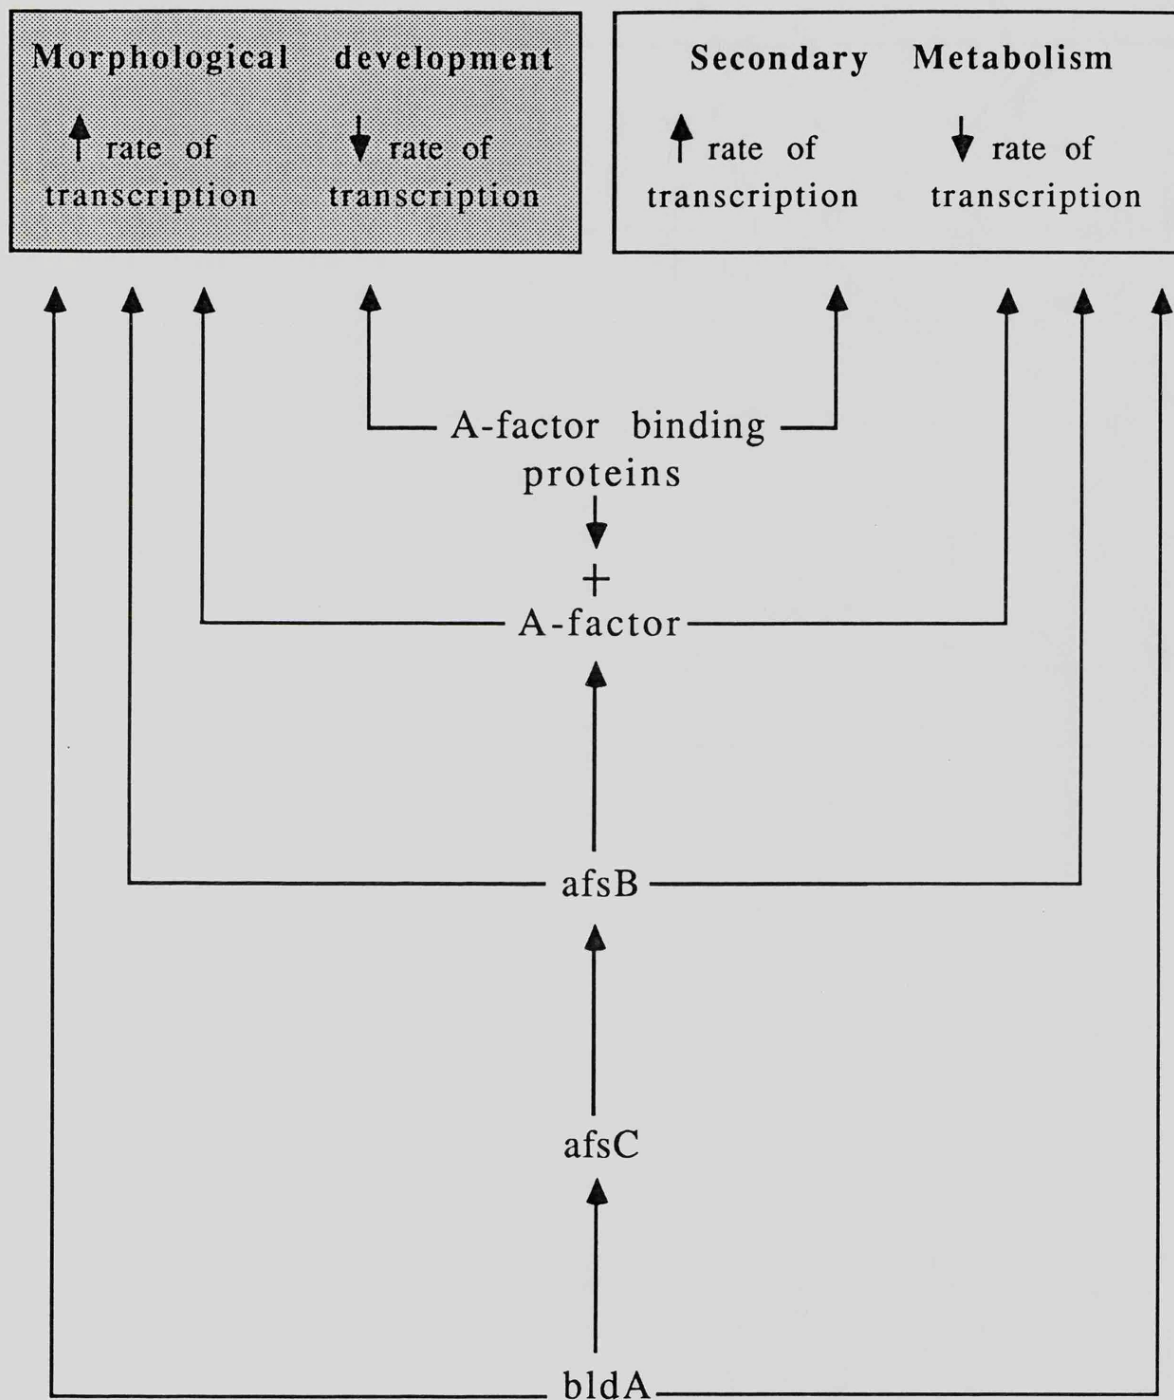 Morphological development
↑ rate of transcription
↓ rate of transcription
Secondary Metabolism
↑ rate of transcription
↓ rate of transcription
A-factor binding
proteins
+
A-factor
afsB
afsC
bldA